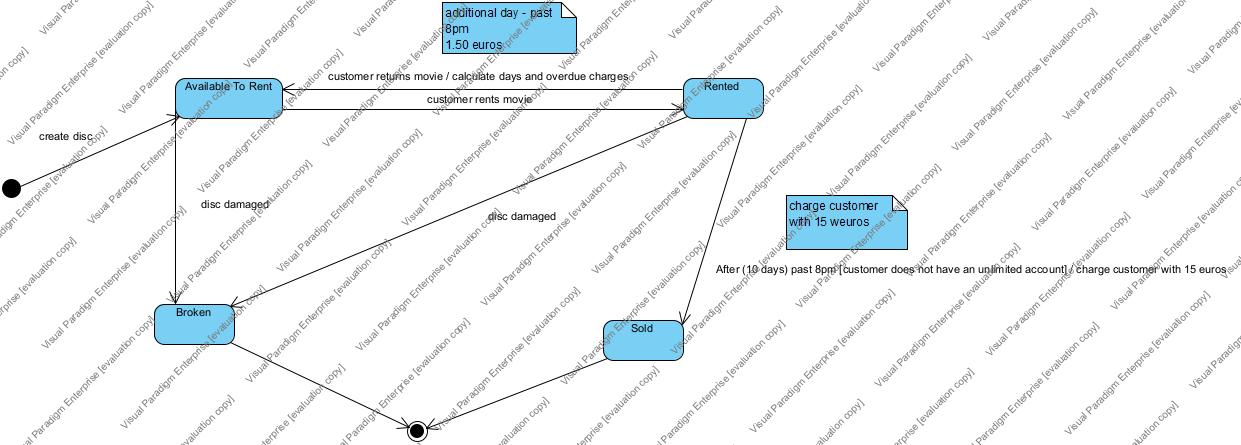 additional day - past
8pm
1.50 euros
Available To Rent
customer returns movie / calculate days and overdue charges
Rented
customer rents movie
create disc
disc damaged
disc damaged
charge customer
with 15 weuros
After (10 days) past 8pm [customer does not have an unlimited account] / charge customer with 15 euros
Broken
Sold
Visual Paradigm Enterprise [evaluation copy]